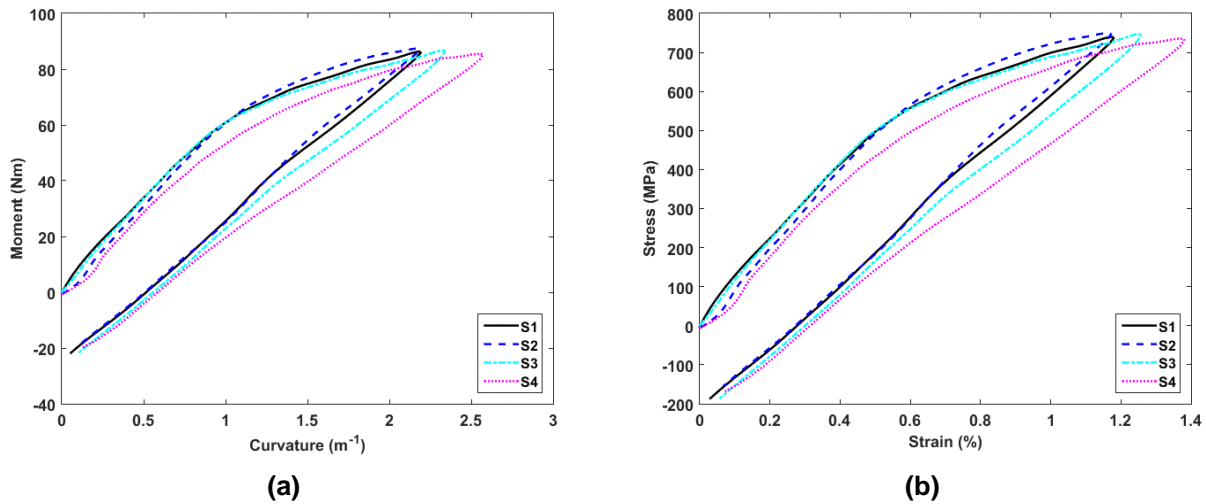 100
80
60
40
20
0
-20
-40
Moment (Nm)
0 0.5 1 1.5 2 2.5 3
Curvature (m⁻¹)
S1
S2
S3
S4
(a)
800
700
600
500
400
300
200
100
0
-100
-200
Stress (MPa)
0 0.2 0.4 0.6 0.8 1 1.2 1.4
Strain (%)
S1
S2
S3
S4
(b)